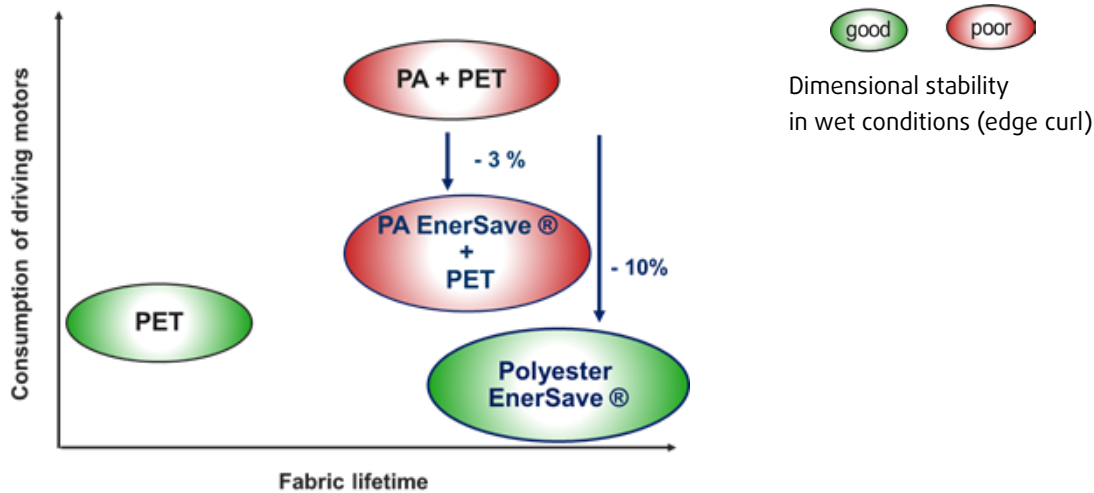 good
poor
Dimensional stability
in wet conditions (edge curl)
Consumption of driving motors
PA + PET
- 3 %
PA EnerSave ®
+
PET
- 10%
PET
Polyester
EnerSave ®
Fabric lifetime